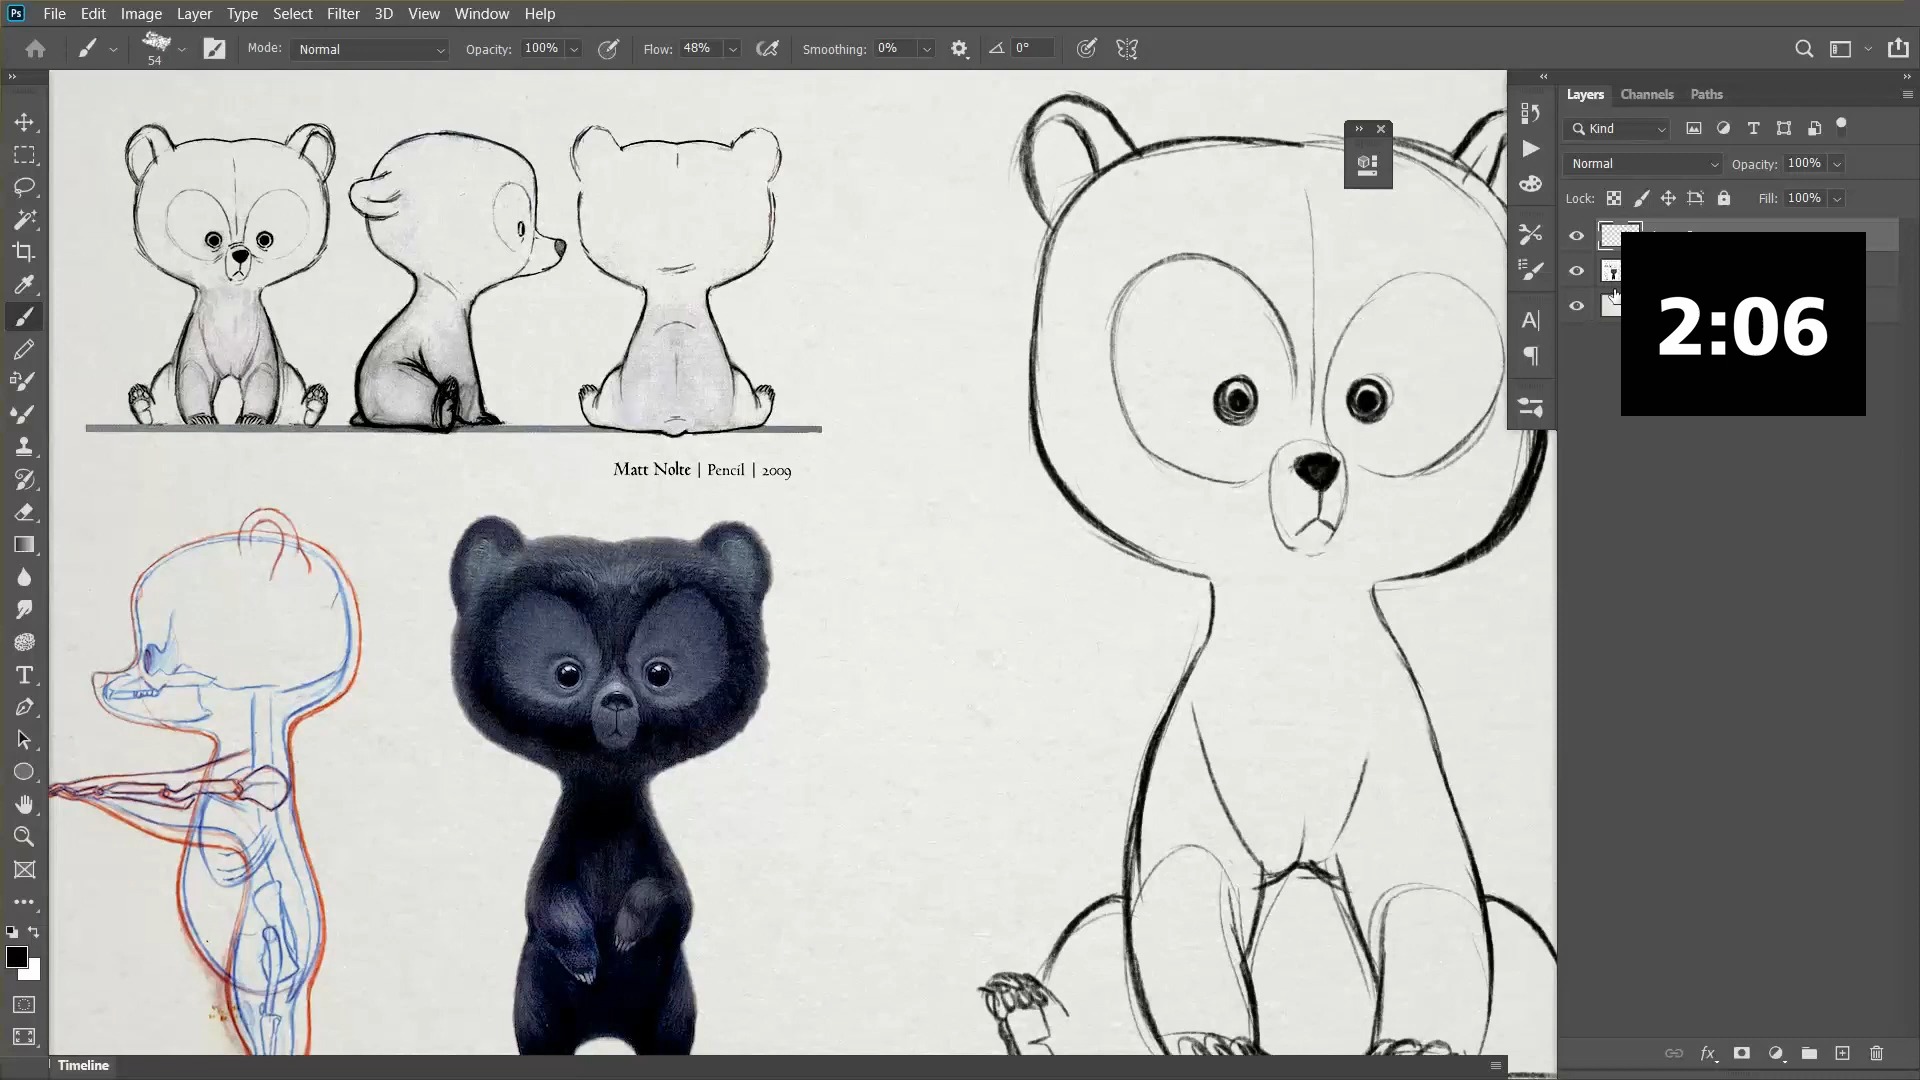 Ps File Edit Image Layer Type Select Filter 3D View Window Help
54 Mode: Normal Opacity: 100% Flow: 48% Smoothing: 0% 0°
Layers Channels Paths
Kind
Normal Opacity: 100%
Lock: Fill: 100%
2:06
Matt Nolte | Pencil | 2009
Timeline